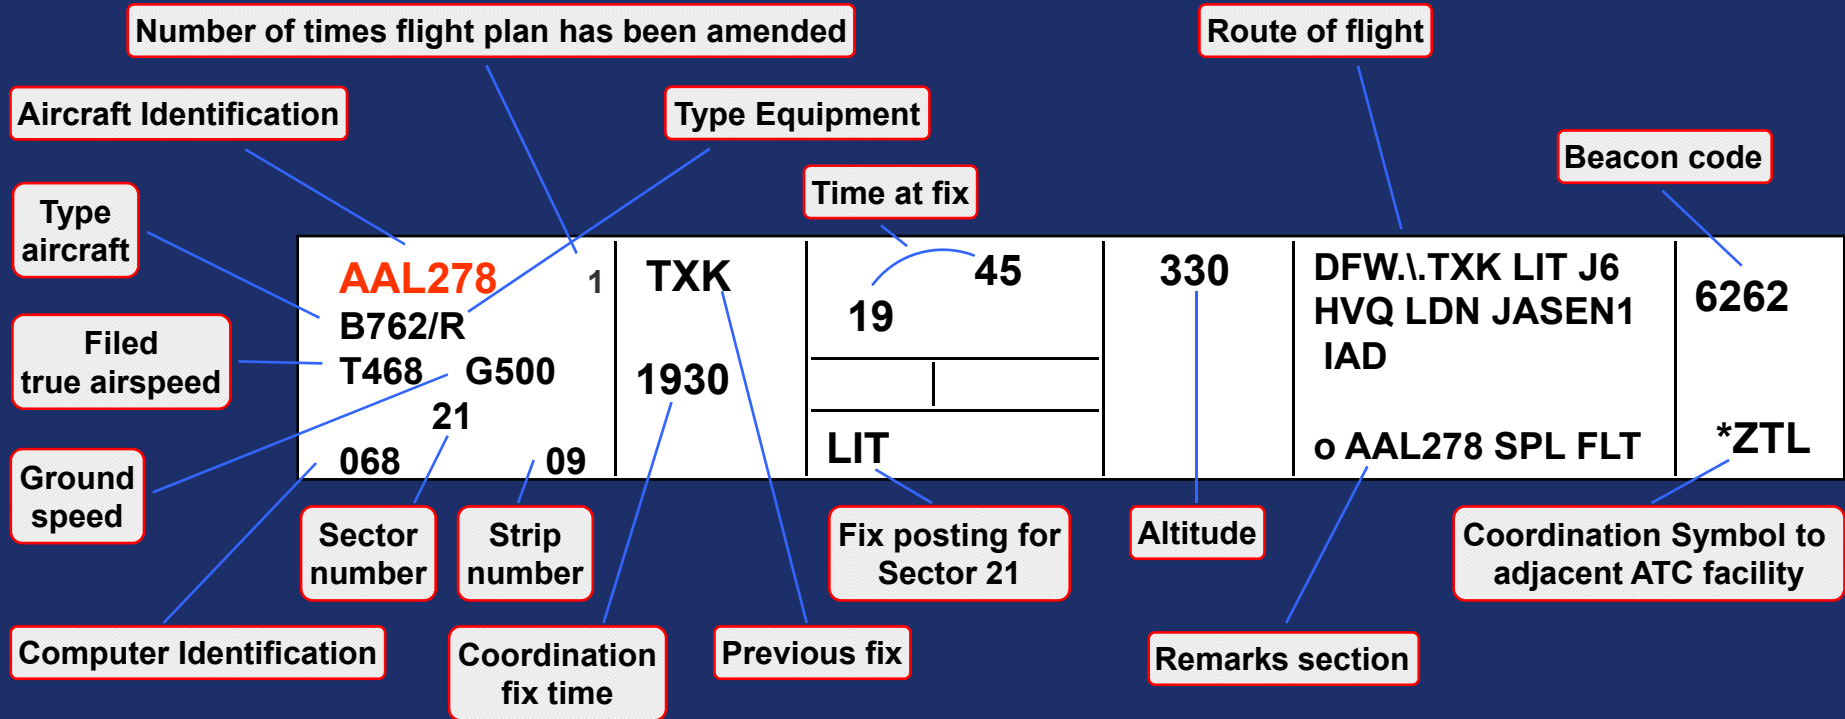 Number of times flight plan has been amended
Route of flight
Aircraft Identification
Type Equipment
Beacon code
Time at fix
Type
aircraft
Filed
true airspeed
Ground
speed
AAL278 1
B762/R
T468 G500
21
068 09
TXK
1930
45
19
LIT
330
DFW.\.TXK LIT J6
HVQ LDN JASEN1
IAD
o AAL278 SPL FLT
6262
*ZTL
Sector
number
Strip
number
Fix posting for
Sector 21
Altitude
Coordination Symbol to
adjacent ATC facility
Computer Identification
Coordination
fix time
Previous fix
Remarks section